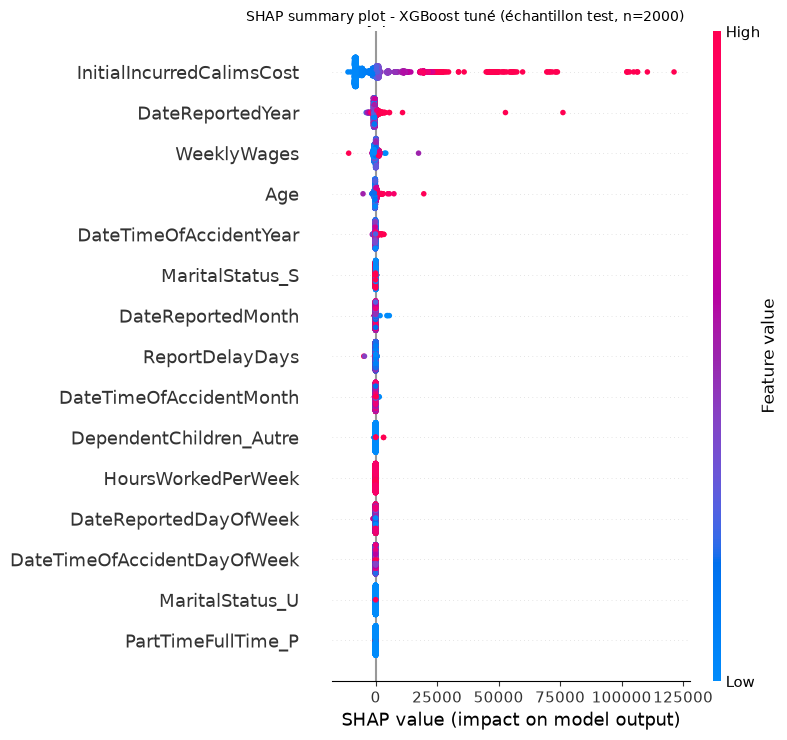 SHAP summary plot - XGBoost tuné (échantillon test, n=2000)
High
InitialIncurredCalimsCost
DateReportedYear
WeeklyWages
Age
DateTimeOfAccidentYear
MaritalStatus_S
DateReportedMonth
ReportDelayDays
DateTimeOfAccidentMonth
DependentChildren_Autre
HoursWorkedPerWeek
DateReportedDayOfWeek
DateTimeOfAccidentDayOfWeek
MaritalStatus_U
PartTimeFullTime_P
Feature value
Low
0 25000 50000 75000 100000 125000
SHAP value (impact on model output)